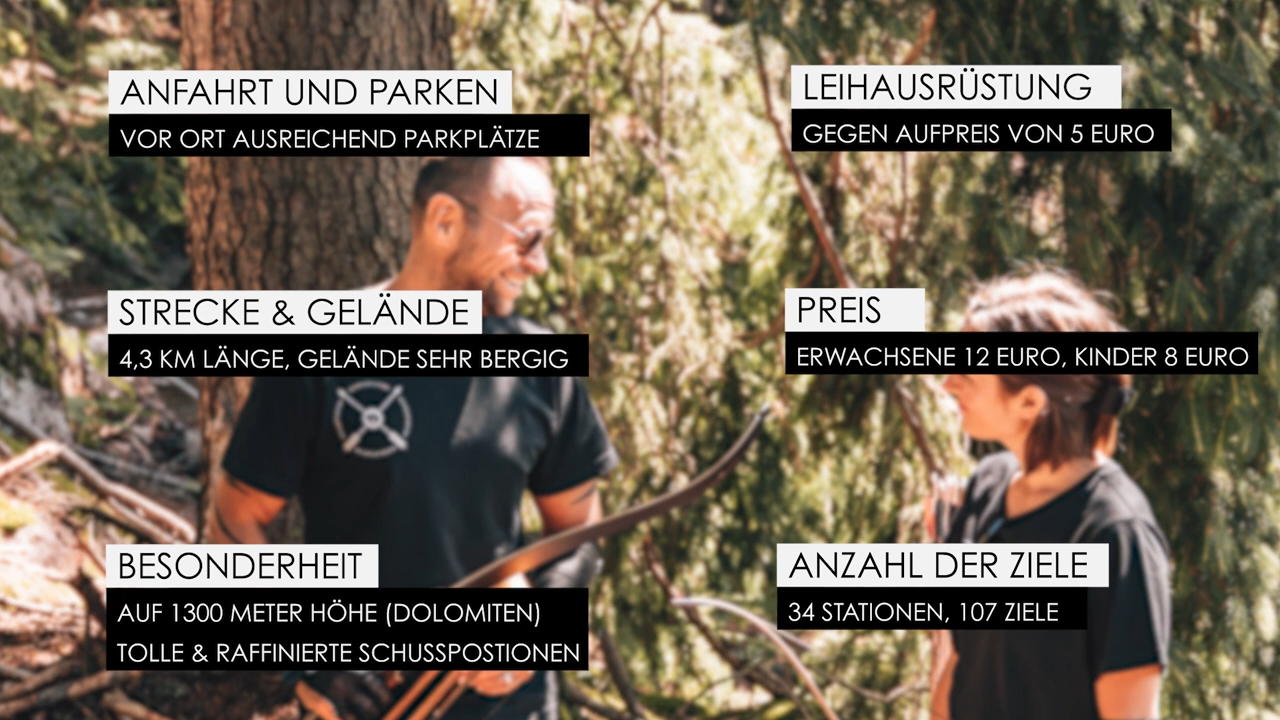 ANFAHRT UND PARKEN
VOR ORT AUSREICHEND PARKPLÄTZE
LEIHAUSRÜSTUNG
GEGEN AUFPREIS VON 5 EURO
STRECKE & GELÄNDE
4,3 KM LÄNGE, GELÄNDE SEHR BERGIG
PREIS
ERWACHSENE 12 EURO, KINDER 8 EURO
BESONDERHEIT
AUF 1300 METER HÖHE (DOLOMITEN)
TOLLE & RAFFINIERTE SCHUSSPOSTIONEN
ANZAHL DER ZIELE
34 STATIONEN, 107 ZIELE